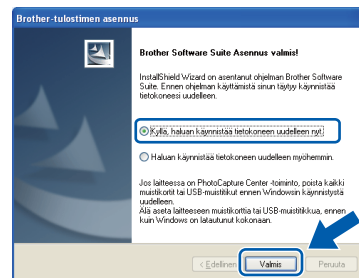 Brother-tulostimen asennus
Brother Software Suite Asennus valmis!
InstallShield Wizard on asentanut ohjelman Brother Software
Suite. Ennen ohjelman käyttämistä sinun täytyy käynnistää
tietokoneesi uudelleen.
Kyllä, haluan käynnistää tietokoneen uudelleen nyt.
Haluan käynnistää tietokoneen uudelleen myöhemmin.
Jos laitteessa on PhotoCapture Center -toiminto, poista kaikki
muistikortit tai USB-muistitikut ennen Windowsin käynnistystä
uudelleen.
Älä aseta laitteeseen muistikorttia tai USB-muistitikkua, ennen
kuin Windows on latautunut kokonaan.
< Edellinen
Valmis
Peruuta